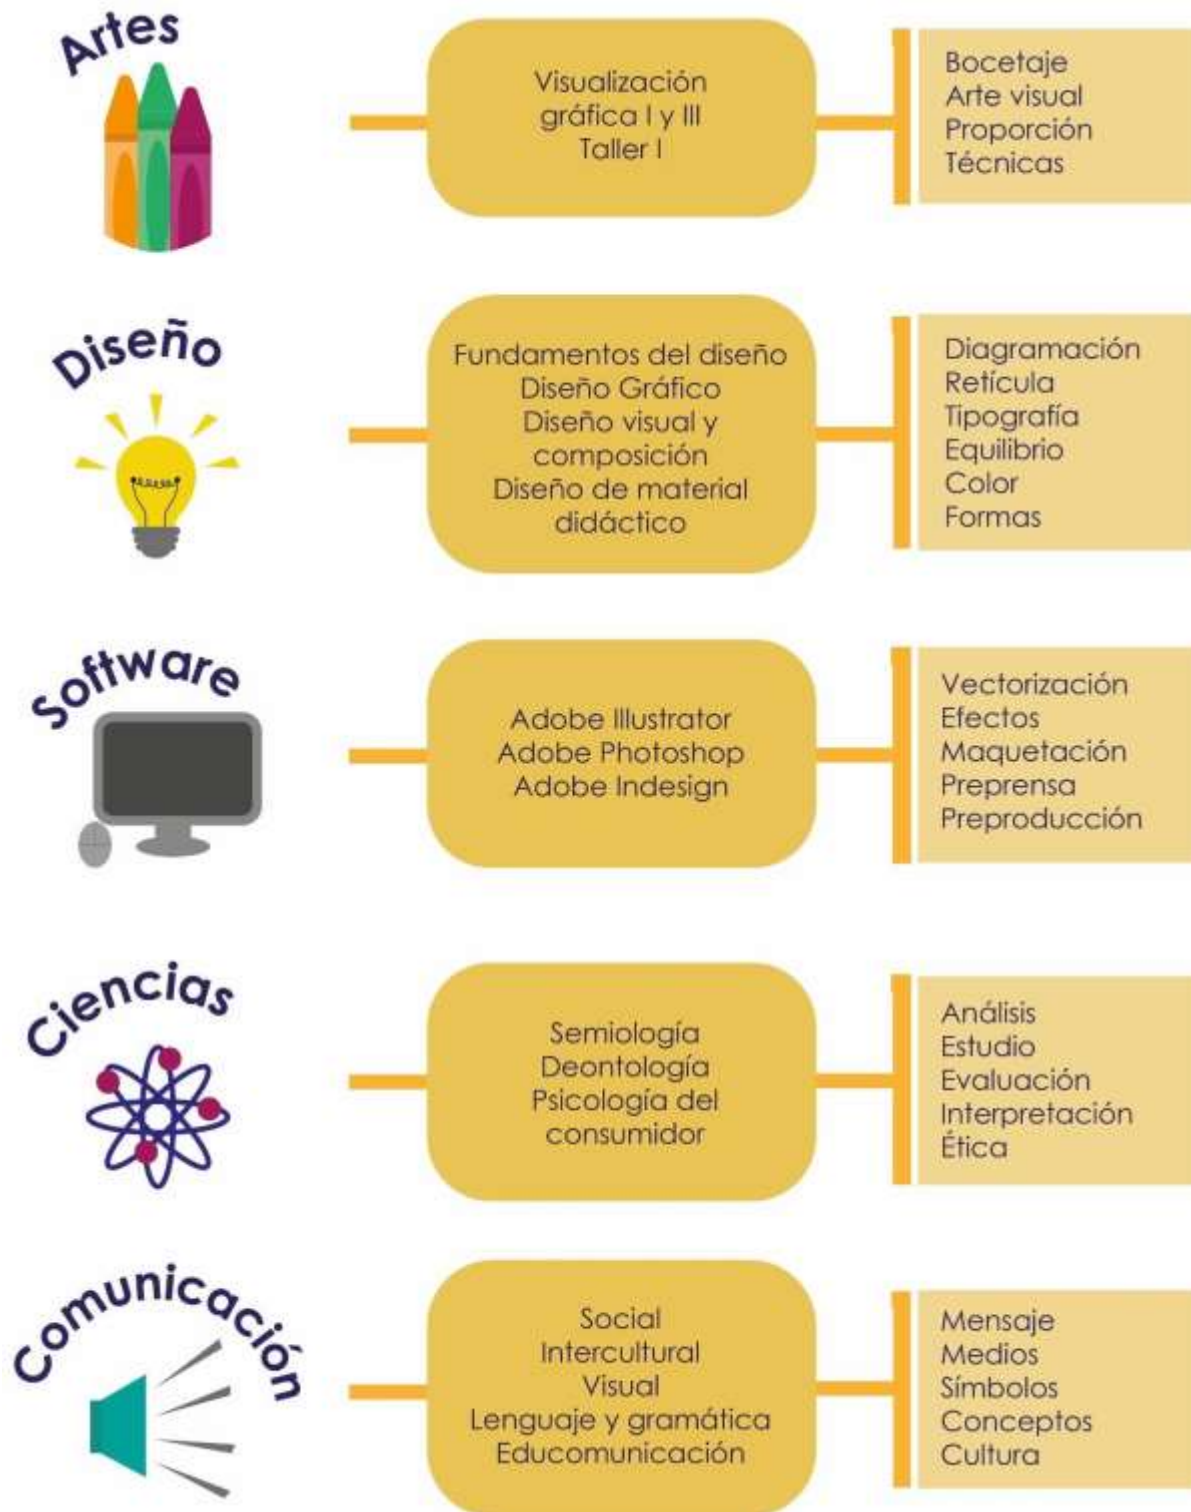 Artes
Visualización
gráfica I y III
Taller I
Bocetaje
Arte visual
Proporción
Técnicas
Diseño
Fundamentos del diseño
Diseño Gráfico
Diseño visual y
composición
Diseño de material
didáctico
Diagramación
Retícula
Tipografía
Equilibrio
Color
Formas
Software
Adobe Illustrator
Adobe Photoshop
Adobe Indesign
Vectorización
Efectos
Maquetación
Preprensa
Preproducción
Ciencias
Semiología
Deontología
Psicología del
consumidor
Análisis
Estudio
Evaluación
Interpretación
Ética
Comunicación
Social
Intercultural
Visual
Lenguaje y gramática
Educomunicación
Mensaje
Medios
Símbolos
Conceptos
Cultura